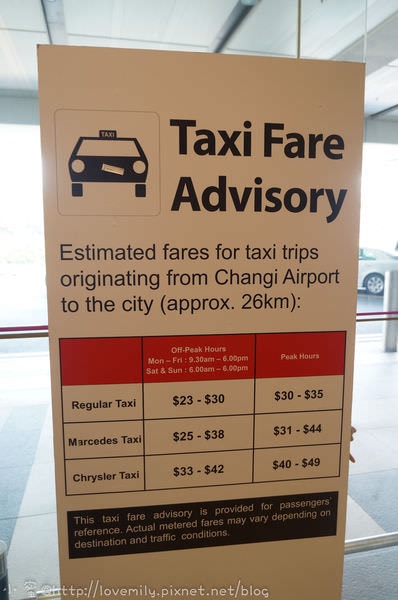 TAXI
Taxi Fare
Advisory
Estimated fares for taxi trips
originating from Changi Airport
to the city (approx. 26km):
Off-Peak Hours
Mon – Fri : 9.30am – 6.00pm
Sat & Sun : 6.00am – 6.00pm
Peak Hours
Regular Taxi $23 - $30 $30 - $35
Marcedes Taxi $25 - $38 $31 - $44
Chrysler Taxi $33 - $42 $40 - $49
This taxi fare advisory is provided for passengers'
reference. Actual metered fares may vary depending on
destination and traffic conditions.
@http://lovemily.pixnet.net/blog